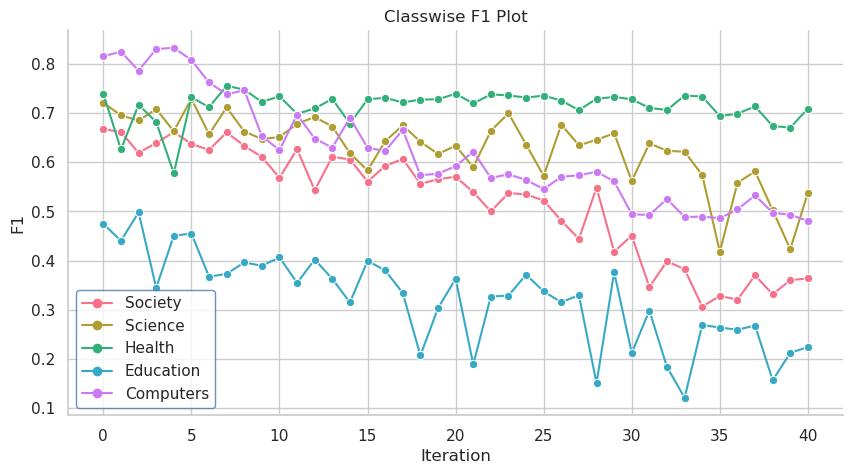 Classwise F1 Plot
F1
0.8
0.7
0.6
0.5
0.4
0.3
0.2
0.1
Society
Science
Health
Education
Computers
0 5 10 15 20 25 30 35 40
Iteration